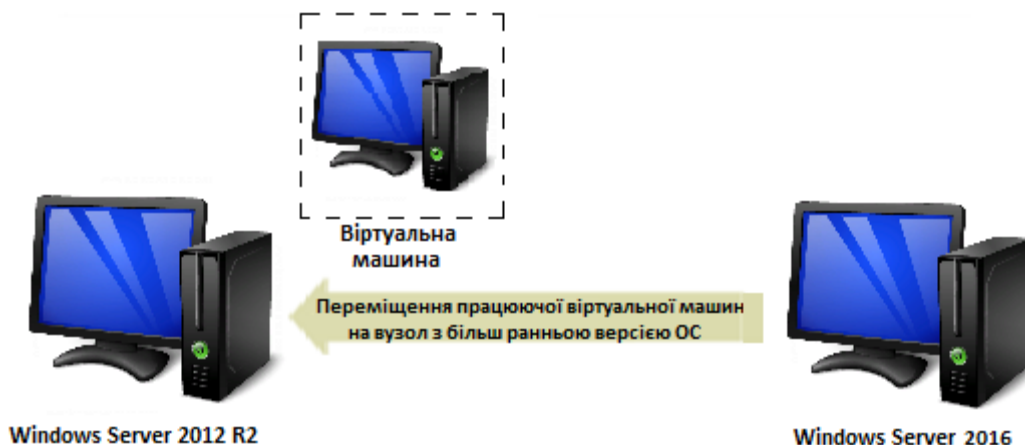 Віртуальна
машина
Переміщення працюючої віртуальної машин
на вузол з більш ранньою версією ОС
Windows Server 2012 R2
Windows Server 2016